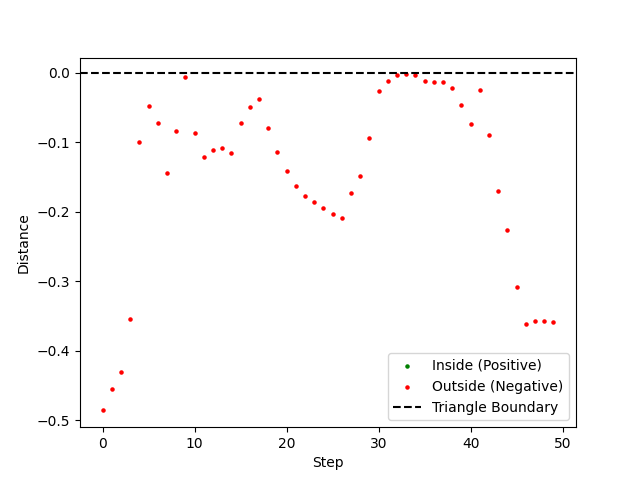 0.0
−0.1
−0.2
−0.3
−0.4
−0.5
Distance
0 10 20 30 40 50
Step
Inside (Positive)
Outside (Negative)
Triangle Boundary